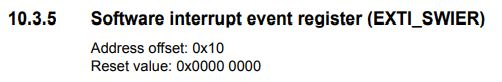 10.3.5 Software interrupt event register (EXTI_SWIER)
Address offset: 0x10
Reset value: 0x0000 0000